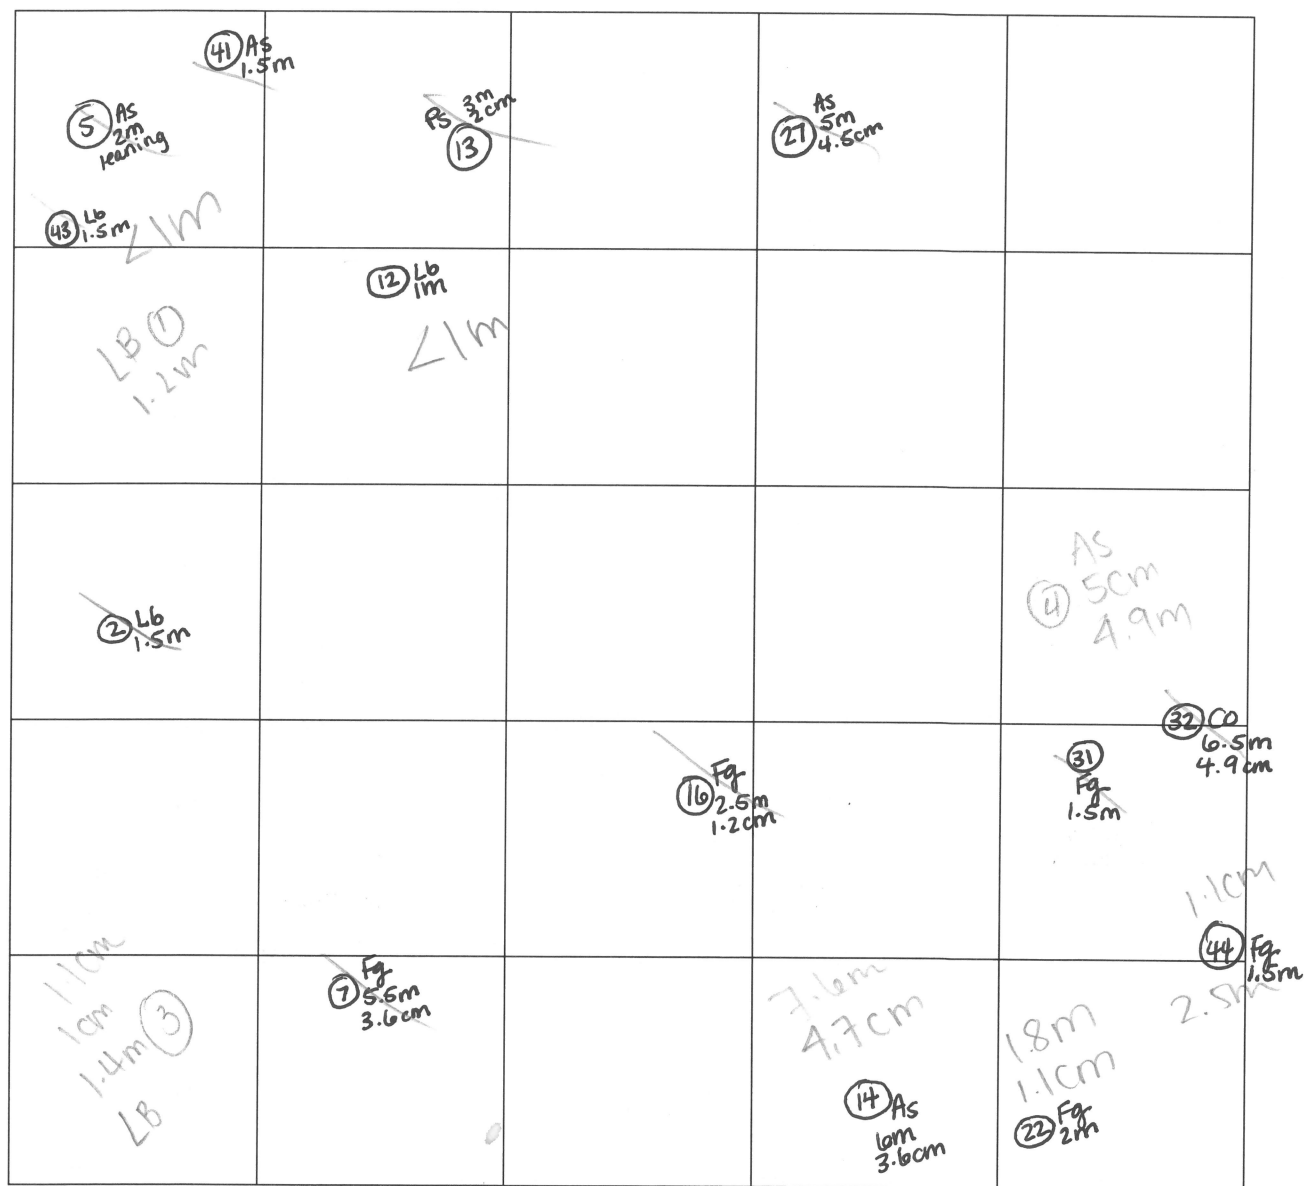 41 As
1.5m
5 As
2m
leaning
Ps 3m
2cm
13
As
27 5m
4.5cm
43 Lb
1.5m
<1m
12 Lb
1m
<1m
LB 1
1.2m
2 Lb
1.5m
As
4 5cm
4.9m
32 CO
6.5m
4.9cm
31
Fg
1.5m
16 Fg
2.5m
1.2cm
1.1cm
44 Fg
1.5m
2.5m
7 Fg
5.5m
3.6cm
1.1cm
1cm
1.4m 3
LB
7.6m
4.7cm
14 As
6m
3.6cm
1.8m
1.1cm
22 Fg
2m